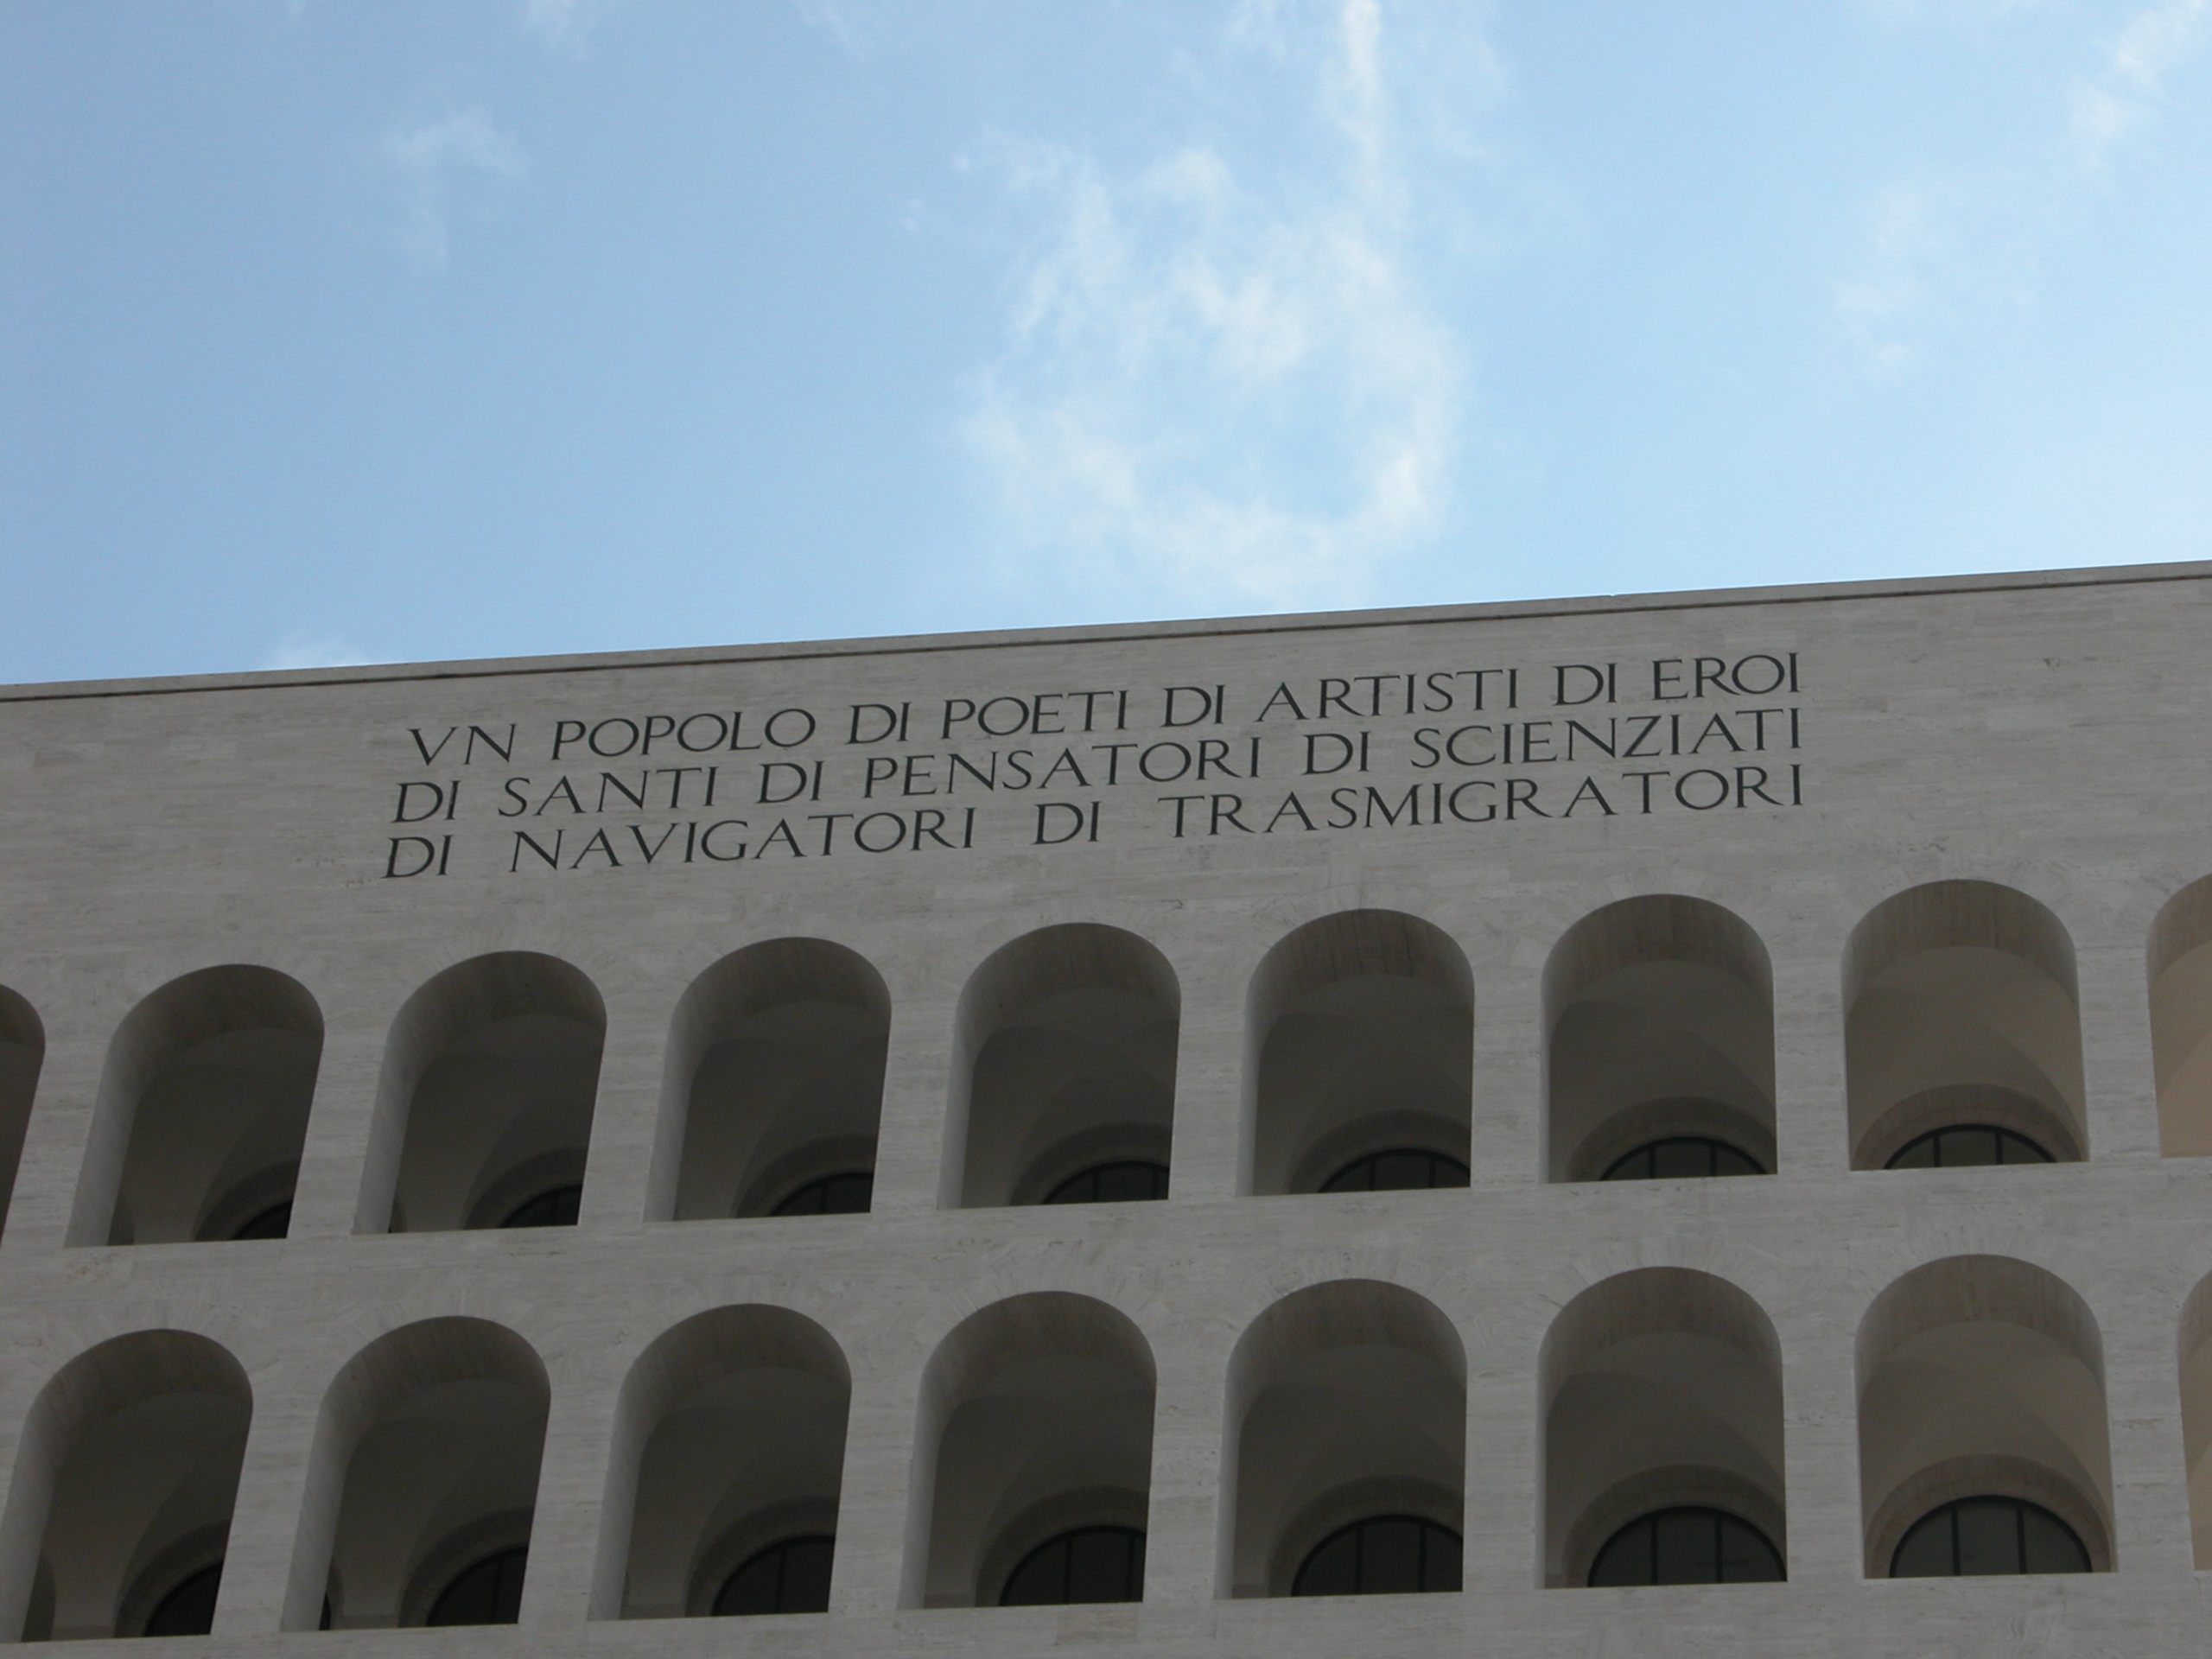 VN POPOLO DI POETI DI ARTISTI DI EROI
DI SANTI DI PENSATORI DI SCIENZIATI
DI NAVIGATORI DI TRASMIGRATORI